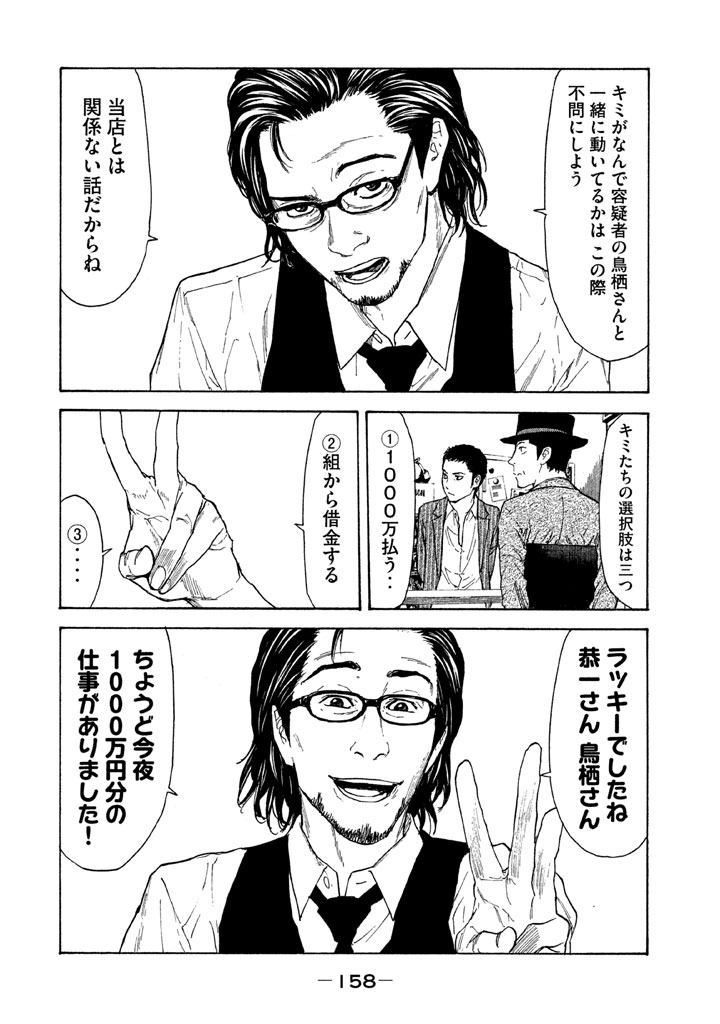 キミがなんで容疑者の鳥栖さんと
一緒に動いてるかは この際
不問にしよう
当店とは
関係ない話だからね
キミたちの選択肢は三つ
①1000万払う‥
②組から借金する
③‥‥
ラッキーでしたね
恭一さん 鳥栖さん
ちょうど今夜
1000万円分の
仕事がありました!
—158—